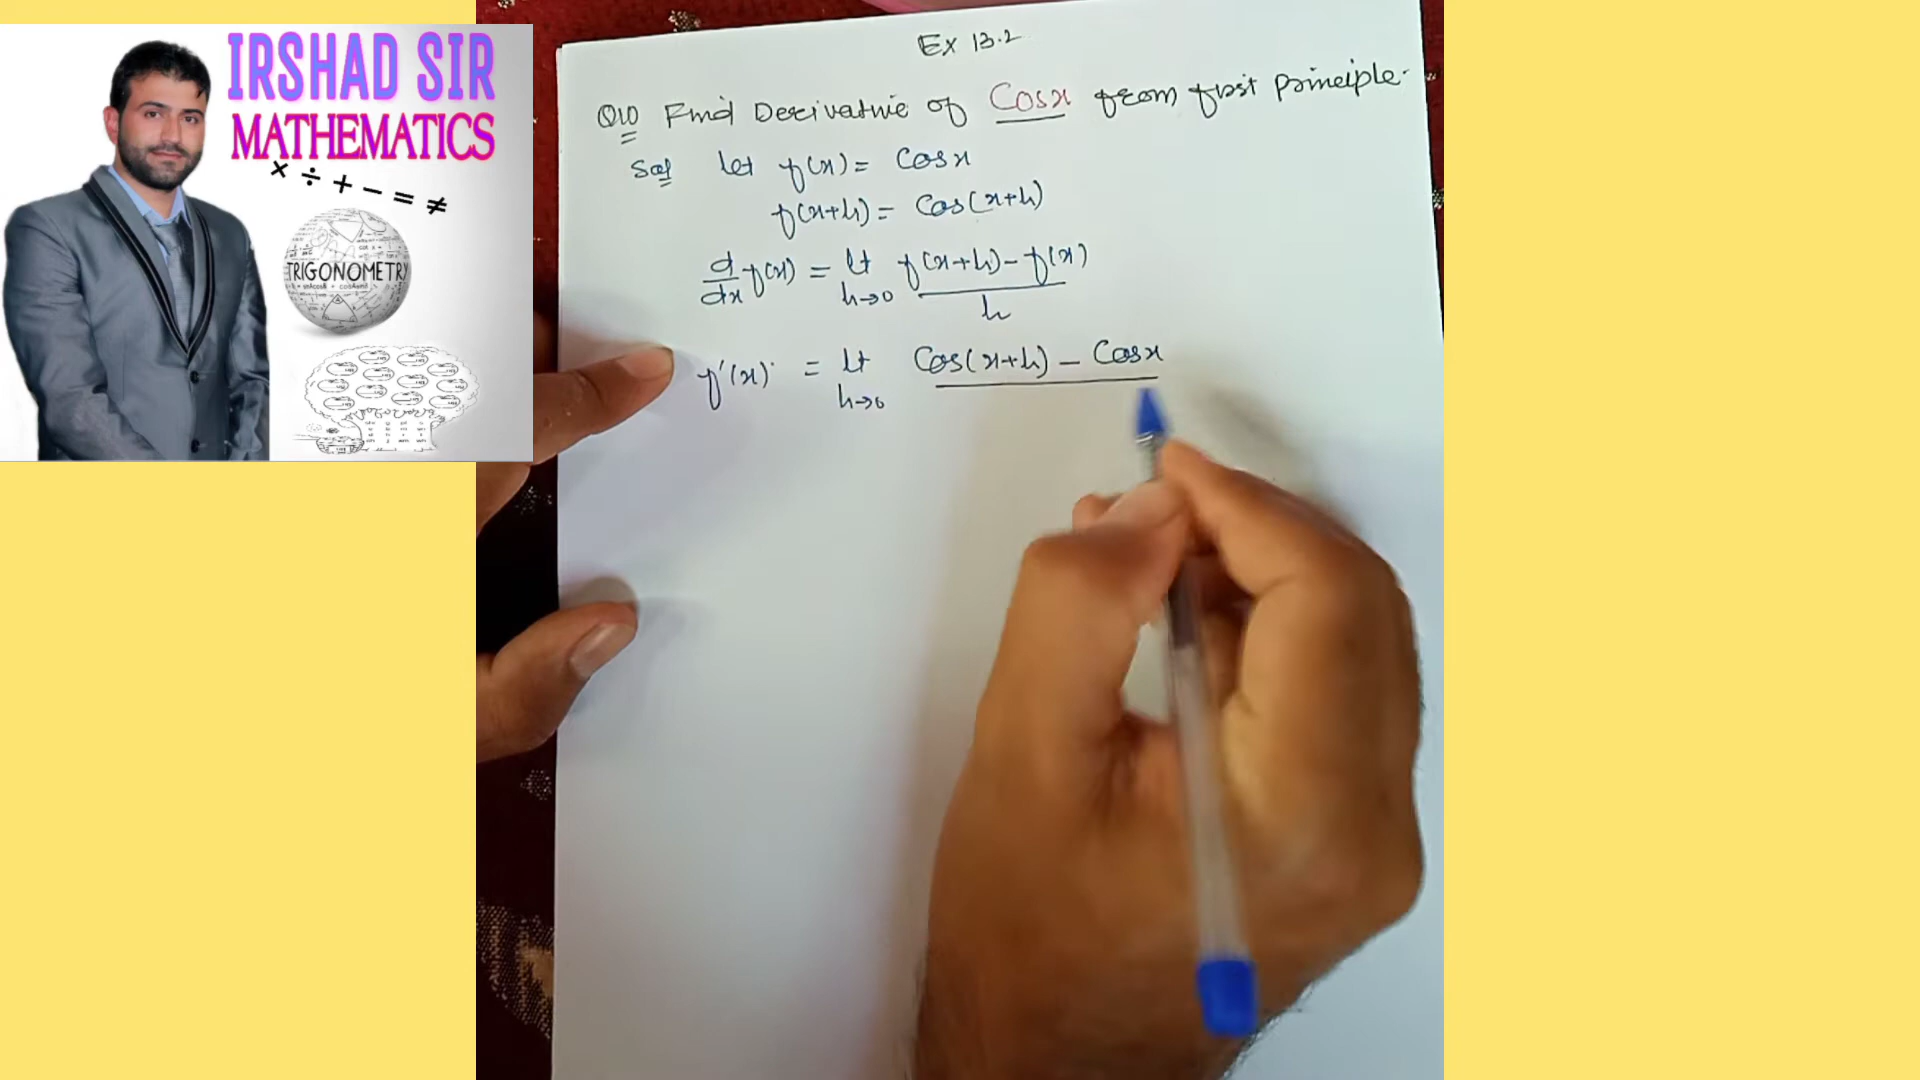 IRSHAD SIR
MATHEMATICS
× ÷ + − = ≠
TRIGONOMETRY
Ex 13.2
Q10 Find Derivative of Cosx from first principle.
Sol let f(x) = Cosx
f(x+h) = Cos(x+h)
d/dx f(x) = lt h→0 f(x+h) - f(x) / h
f'(x) = lt h→0 Cos(x+h) - Cosx